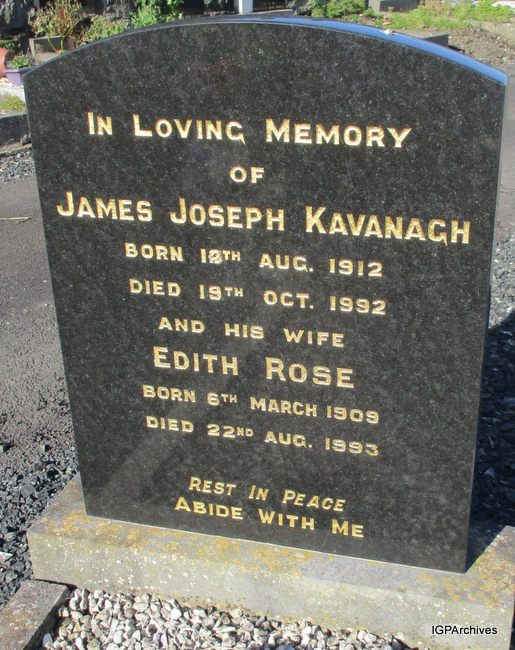 IN LOVING MEMORY
OF
JAMES JOSEPH KAVANAGH
BORN 18TH AUG. 1912
DIED 19TH OCT. 1992
AND HIS WIFE
EDITH ROSE
BORN 6TH MARCH 1909
DIED 22ND AUG. 1993
REST IN PEACE
ABIDE WITH ME
IGPArchives